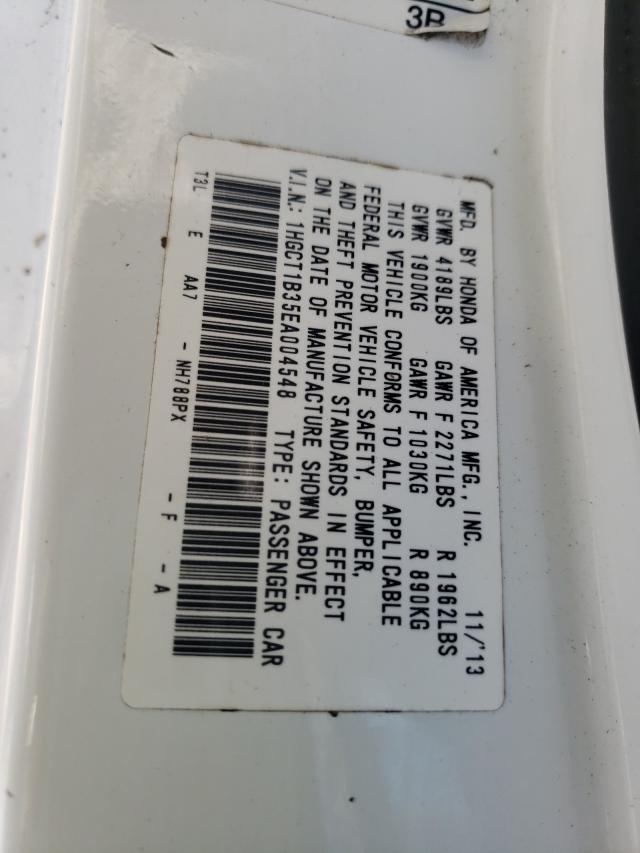 3B
MFD. BY HONDA OF AMERICA MFG., INC. 11/'13
GVWR 4189LBS GAWR F 2271LBS R 1962LBS
GVWR 1900KG GAWR F 1030KG R 890KG
THIS VEHICLE CONFORMS TO ALL APPLICABLE
FEDERAL MOTOR VEHICLE SAFETY, BUMPER,
AND THEFT PREVENTION STANDARDS IN EFFECT
ON THE DATE OF MANUFACTURE SHOWN ABOVE.
V.I.N.: 1HGCT1B35EA004548 TYPE: PASSENGER CAR
T3L E AA7 - NH788PX - F - A